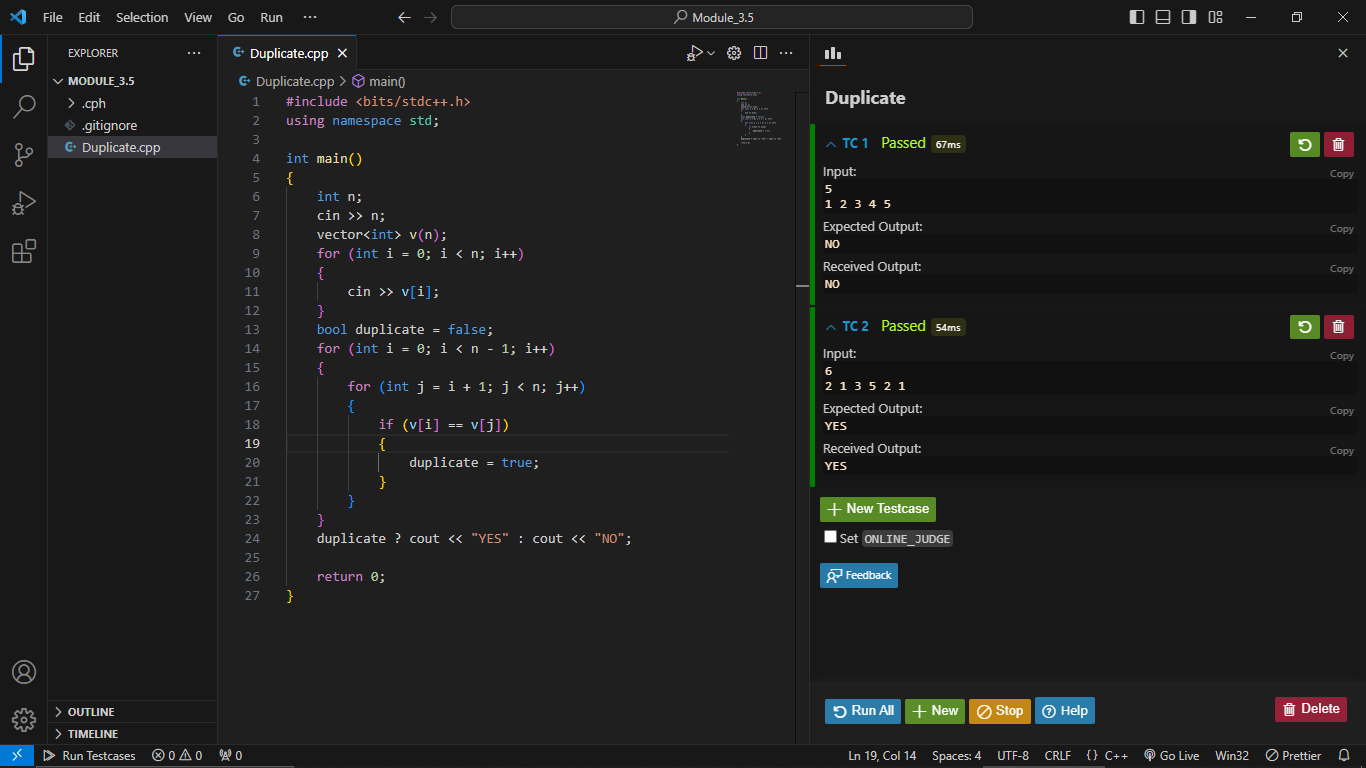 File Edit Selection View Go Run ··· Module_3.5
EXPLORER ···
MODULE_3.5
.cph
.gitignore
Duplicate.cpp
OUTLINE
TIMELINE
Duplicate.cpp
Duplicate.cpp > main()
1 #include <bits/stdc++.h>
2 using namespace std;
3
4 int main()
5 {
6 int n;
7 cin >> n;
8 vector<int> v(n);
9 for (int i = 0; i < n; i++)
10 {
11 cin >> v[i];
12 }
13 bool duplicate = false;
14 for (int i = 0; i < n - 1; i++)
15 {
16 for (int j = i + 1; j < n; j++)
17 {
18 if (v[i] == v[j])
19 {
20 duplicate = true;
21 }
22 }
23 }
24 duplicate ? cout << "YES" : cout << "NO";
25
26 return 0;
27 }
Duplicate
TC 1 Passed 67ms
Input: Copy
5
1 2 3 4 5
Expected Output: Copy
NO
Received Output: Copy
NO
TC 2 Passed 54ms
Input: Copy
6
2 1 3 5 2 1
Expected Output: Copy
YES
Received Output: Copy
YES
New Testcase
Set ONLINE_JUDGE
Feedback
Run All New Stop Help Delete
Run Testcases 0 0 0 Ln 19, Col 14 Spaces: 4 UTF-8 CRLF {} C++ Go Live Win32 Prettier